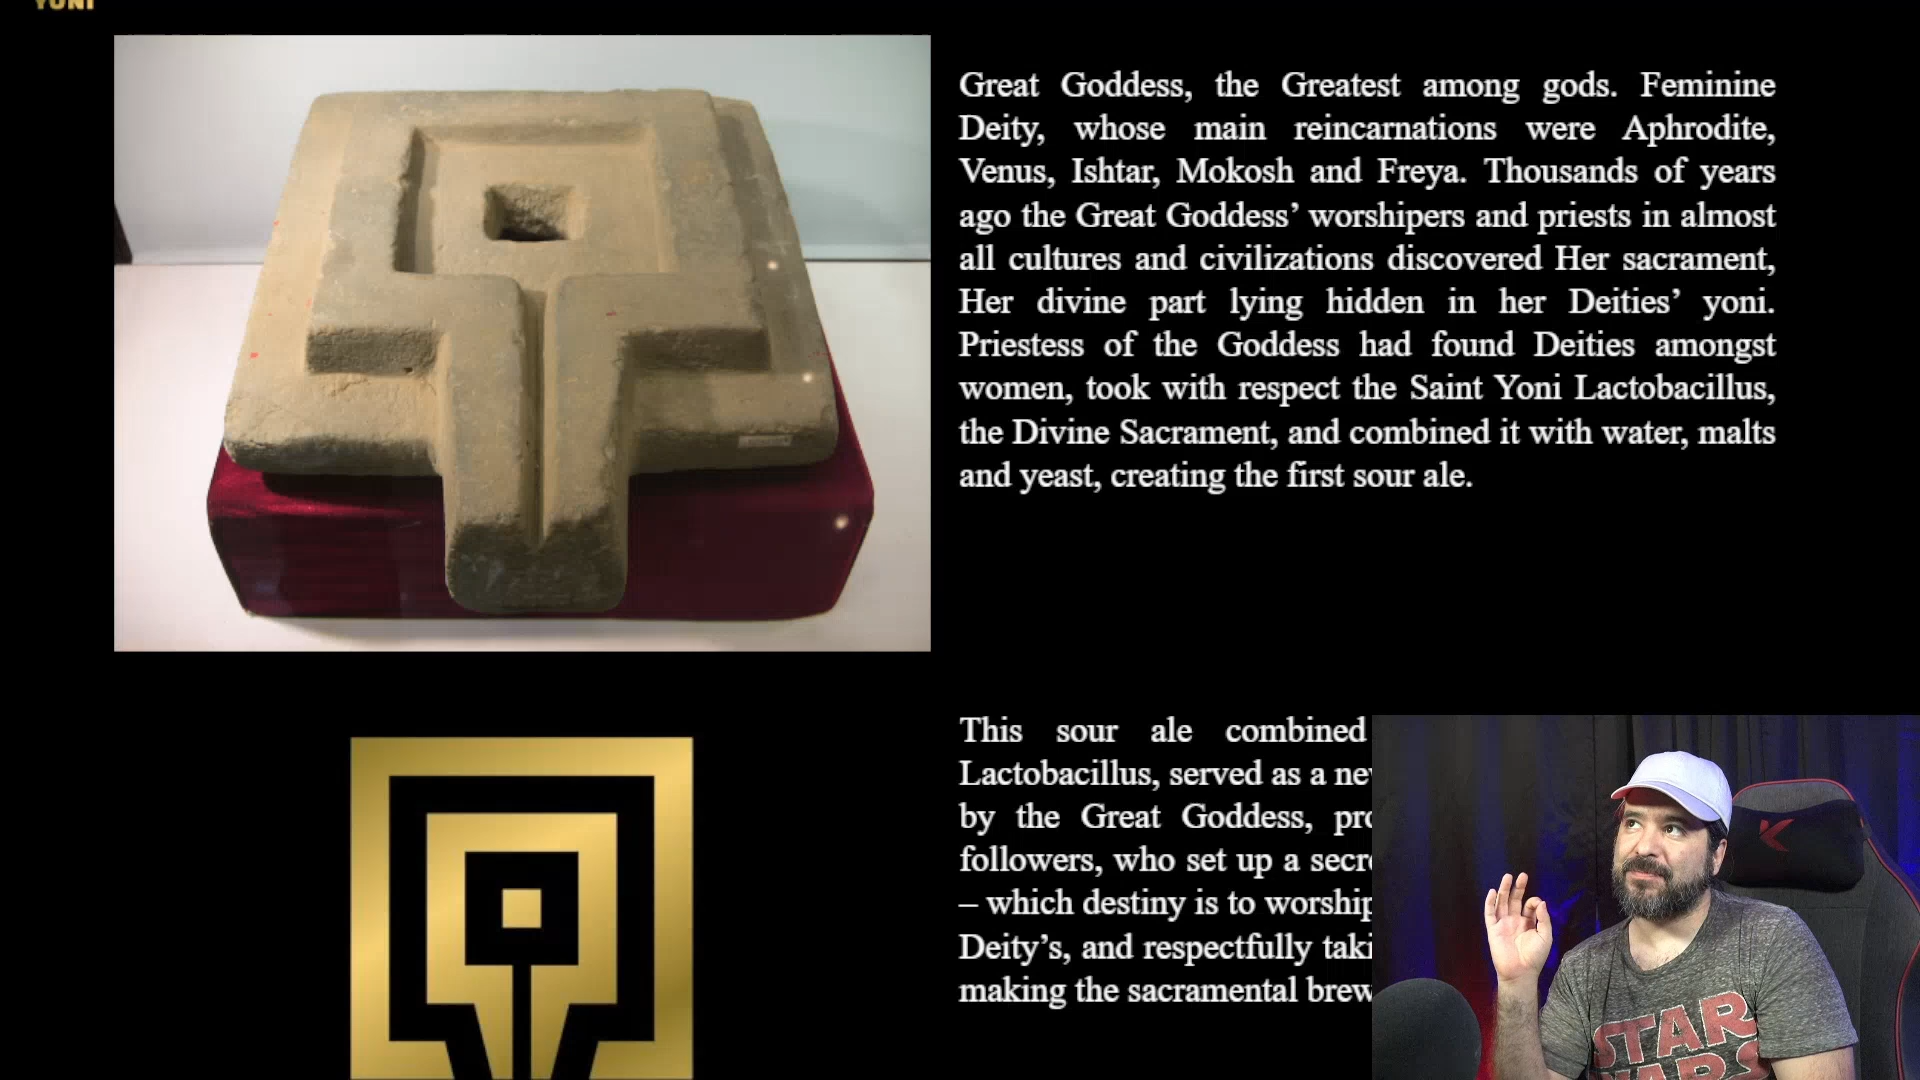 YONI
Great Goddess, the Greatest among gods. Feminine
Deity, whose main reincarnations were Aphrodite,
Venus, Ishtar, Mokosh and Freya. Thousands of years
ago the Great Goddess’ worshipers and priests in almost
all cultures and civilizations discovered Her sacrament,
Her divine part lying hidden in her Deities’ yoni.
Priestess of the Goddess had found Deities amongst
women, took with respect the Saint Yoni Lactobacillus,
the Divine Sacrament, and combined it with water, malts
and yeast, creating the first sour ale.
This sour ale combined
Lactobacillus, served as a
by the Great Goddess,
followers, who set up a
– which destiny is to worship
Deity’s, and respectfully
making the sacramental brew
STAR
WARS